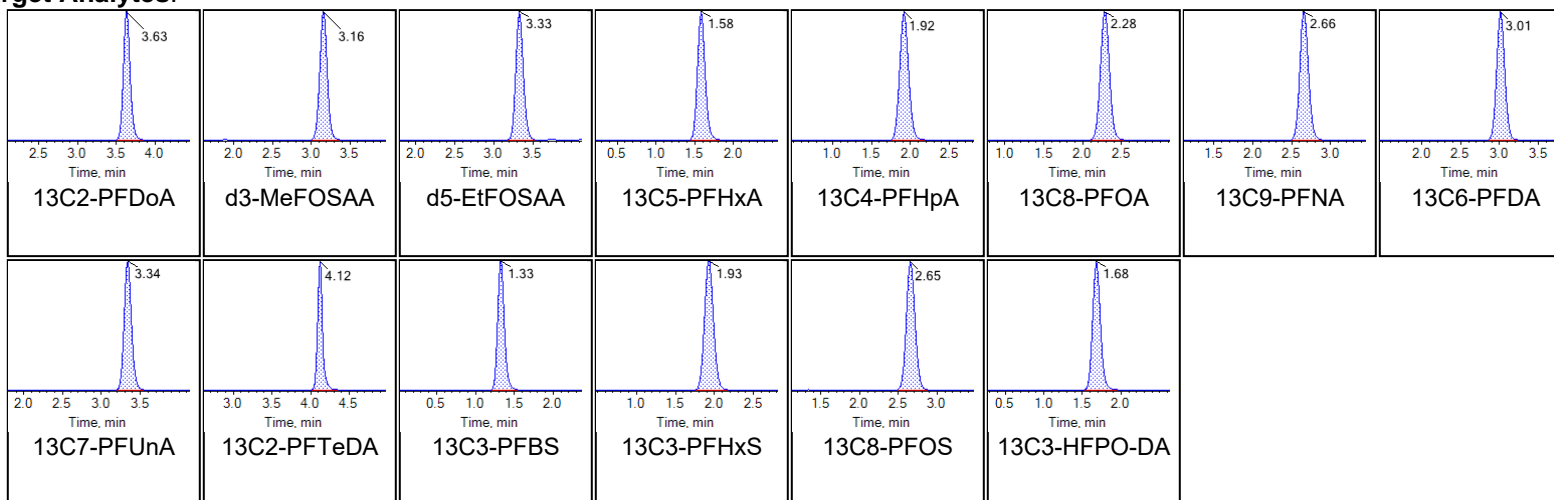 rget Analytes:
3.63 3.16 3.33 1.58 1.92 2.28 2.66 3.01
2.5 3.0 3.5 4.0 2.0 2.5 3.0 3.5 2.0 2.5 3.0 3.5 0.5 1.0 1.5 2.0 1.0 1.5 2.0 2.5 1.0 1.5 2.0 2.5 1.5 2.0 2.5 3.0 2.0 2.5 3.0 3.5
Time, min Time, min Time, min Time, min Time, min Time, min Time, min Time, min
13C2-PFDoA d3-MeFOSAA d5-EtFOSAA 13C5-PFHxA 13C4-PFHpA 13C8-PFOA 13C9-PFNA 13C6-PFDA
3.34 4.12 1.33 1.93 2.65 1.68
2.0 2.5 3.0 3.5 3.0 3.5 4.0 4.5 0.5 1.0 1.5 2.0 1.0 1.5 2.0 2.5 1.5 2.0 2.5 3.0 0.5 1.0 1.5 2.0
Time, min Time, min Time, min Time, min Time, min Time, min
13C7-PFUnA 13C2-PFTeDA 13C3-PFBS 13C3-PFHxS 13C8-PFOS 13C3-HFPO-DA